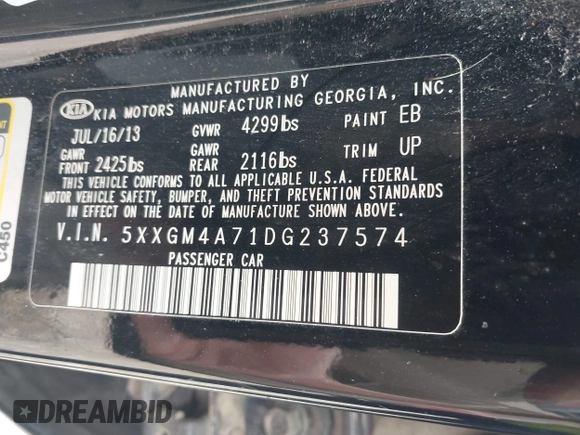 MANUFACTURED BY
KIA KIA MOTORS MANUFACTURING GEORGIA, INC.
JUL/16/13 GVWR 4299lbs PAINT EB
GAWR FRONT 2425lbs GAWR REAR 2116lbs TRIM UP
THIS VEHICLE CONFORMS TO ALL APPLICABLE U.S.A. FEDERAL
MOTOR VEHICLE SAFETY, BUMPER, AND THEFT PREVENTION STANDARDS
IN EFFECT ON THE DATE OF MANUFACTURE SHOWN ABOVE.
V.I.N. 5XXGM4A71DG237574
PASSENGER CAR
C450
DREAMBID